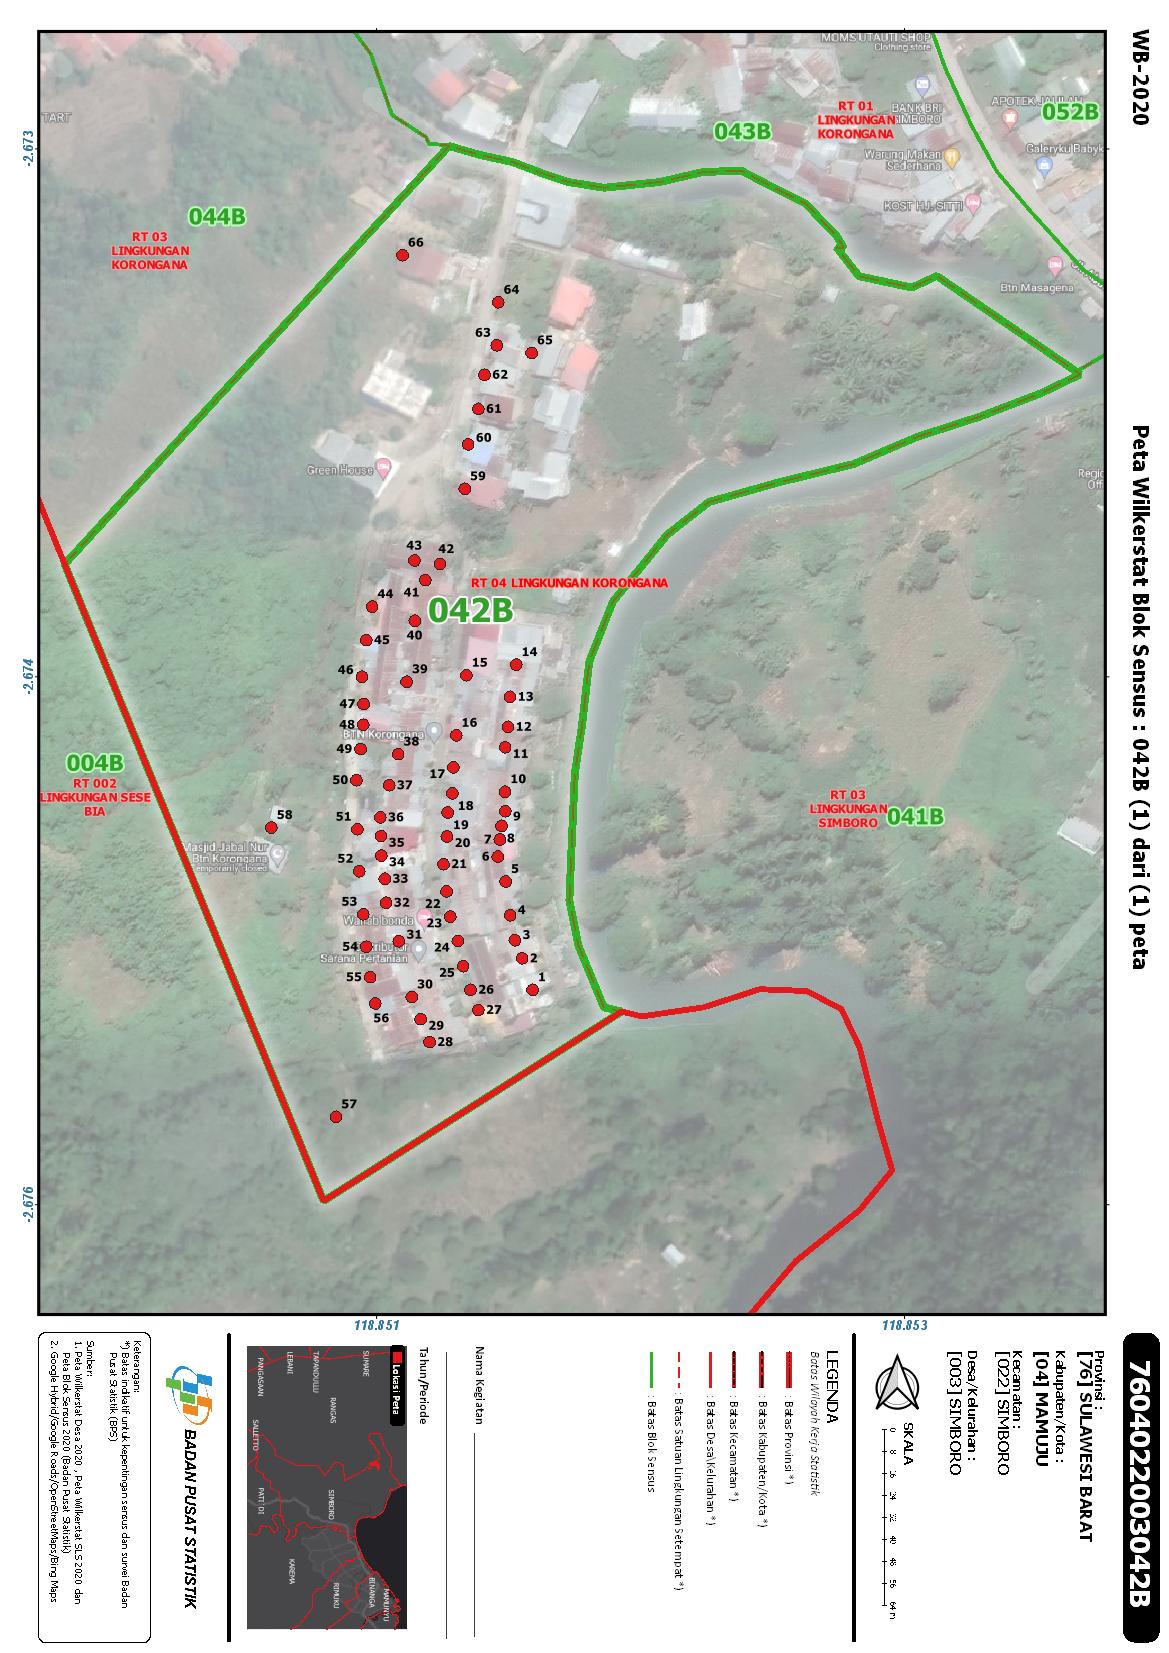 WB-2020
Peta Wilkerstat Blok Sensus : 042B (1) dari (1) peta
7604022003042B
Provinsi :
[76] SULAWESI BARAT
Kabupaten/Kota :
[04] MAMUJU
Kecamatan :
[022] SIMBORO
Desa/Kelurahan :
[003] SIMBORO
SKALA
0 8 16 24 32 40 48 56 64 m
LEGENDA
Batas Wilayah Kerja Statistik
: Batas Provinsi *)
: Batas Kabupaten/Kota *)
: Batas Kecamatan *)
: Batas Desa\Kelurahan *)
: Batas Satuan Lingkungan Setempat *)
: Batas Blok Sensus
Nama Kegiatan
Tahun/Periode
Lokasi Peta
SUMARE
TAPANDULLU
LEBANI
PANGASAAN
RANGAS
SALLETTO
PATI'DI
SIMBORO
KAREMA
RIMUKU
BINANGA
MAMUNYU
BADAN PUSAT STATISTIK
Keterangan:
*) Batas indikatif untuk kepentingan sensus dan survei Badan
Pusat Statistik (BPS)
Sumber:
1. Peta Wilkerstat Desa 2020 , Peta Wilkerstat SLS 2020 dan
Peta Blok Sensus 2020 (Badan Pusat Statistik)
2. Google Hybrid/Google Roads/OpenStreetMaps/Bing Maps
-2.673
-2.674
-2.676
118.851
118.853
MOMS UTAUTI SHOP
Clothing store
TART
BANK BRI
SIMBORO
RT 01
LINGKUNGAN
KORONGANA
043B
052B
Galeryku Babyk
Warung Makan
Sederhana
KOST HJ. SITTI
Btn Masagena
044B
RT 03
LINGKUNGAN
KORONGANA
66
64
63
65
62
61
60
59
Green House
43
42
41
44
40
RT 04 LINGKUNGAN KORONGANA
042B
45
14
15
39
46
13
47
48
12
16
BTN Korongana
38
49
11
17
50
37
10
004B
RT 002
LINGKUNGAN SESE
BIA
RT 03
LINGKUNGAN
SIMBORO
041B
18
58
51
36
9
19
35
20
7
8
Masjid Jabal Nur
Btn Korongana
Temporarily closed
52
34
21
6
33
5
53
32
22
4
23
54
31
24
3
Sarana Pertanian
2
55
25
1
30
26
56
29
27
28
57